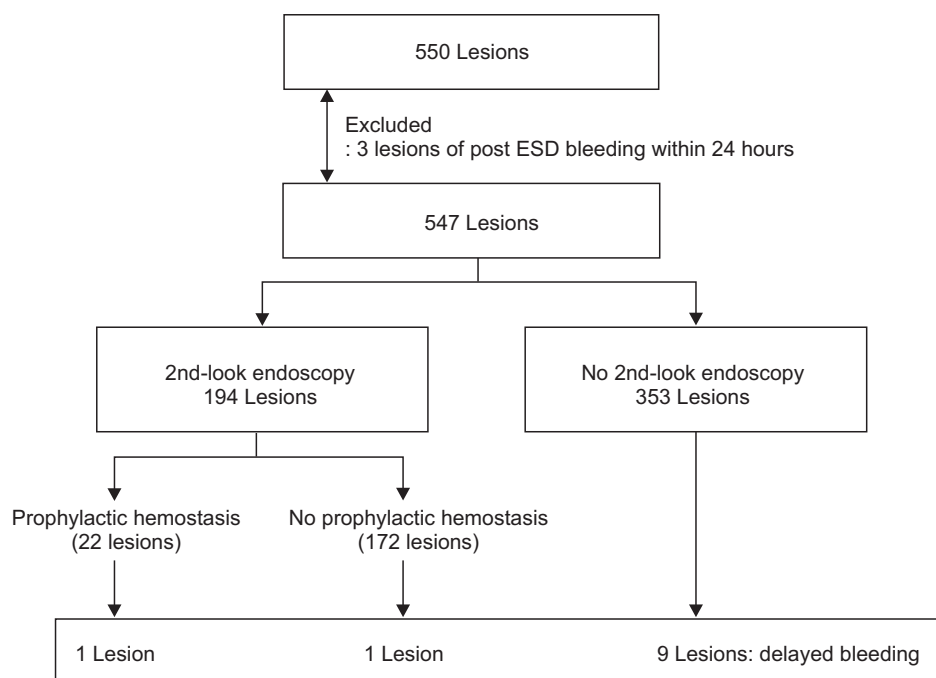 550 Lesions
Excluded
: 3 lesions of post ESD bleeding within 24 hours
547 Lesions
2nd-look endoscopy
194 Lesions
No 2nd-look endoscopy
353 Lesions
Prophylactic hemostasis
(22 lesions)
No prophylactic hemostasis
(172 lesions)
1 Lesion
1 Lesion
9 Lesions: delayed bleeding